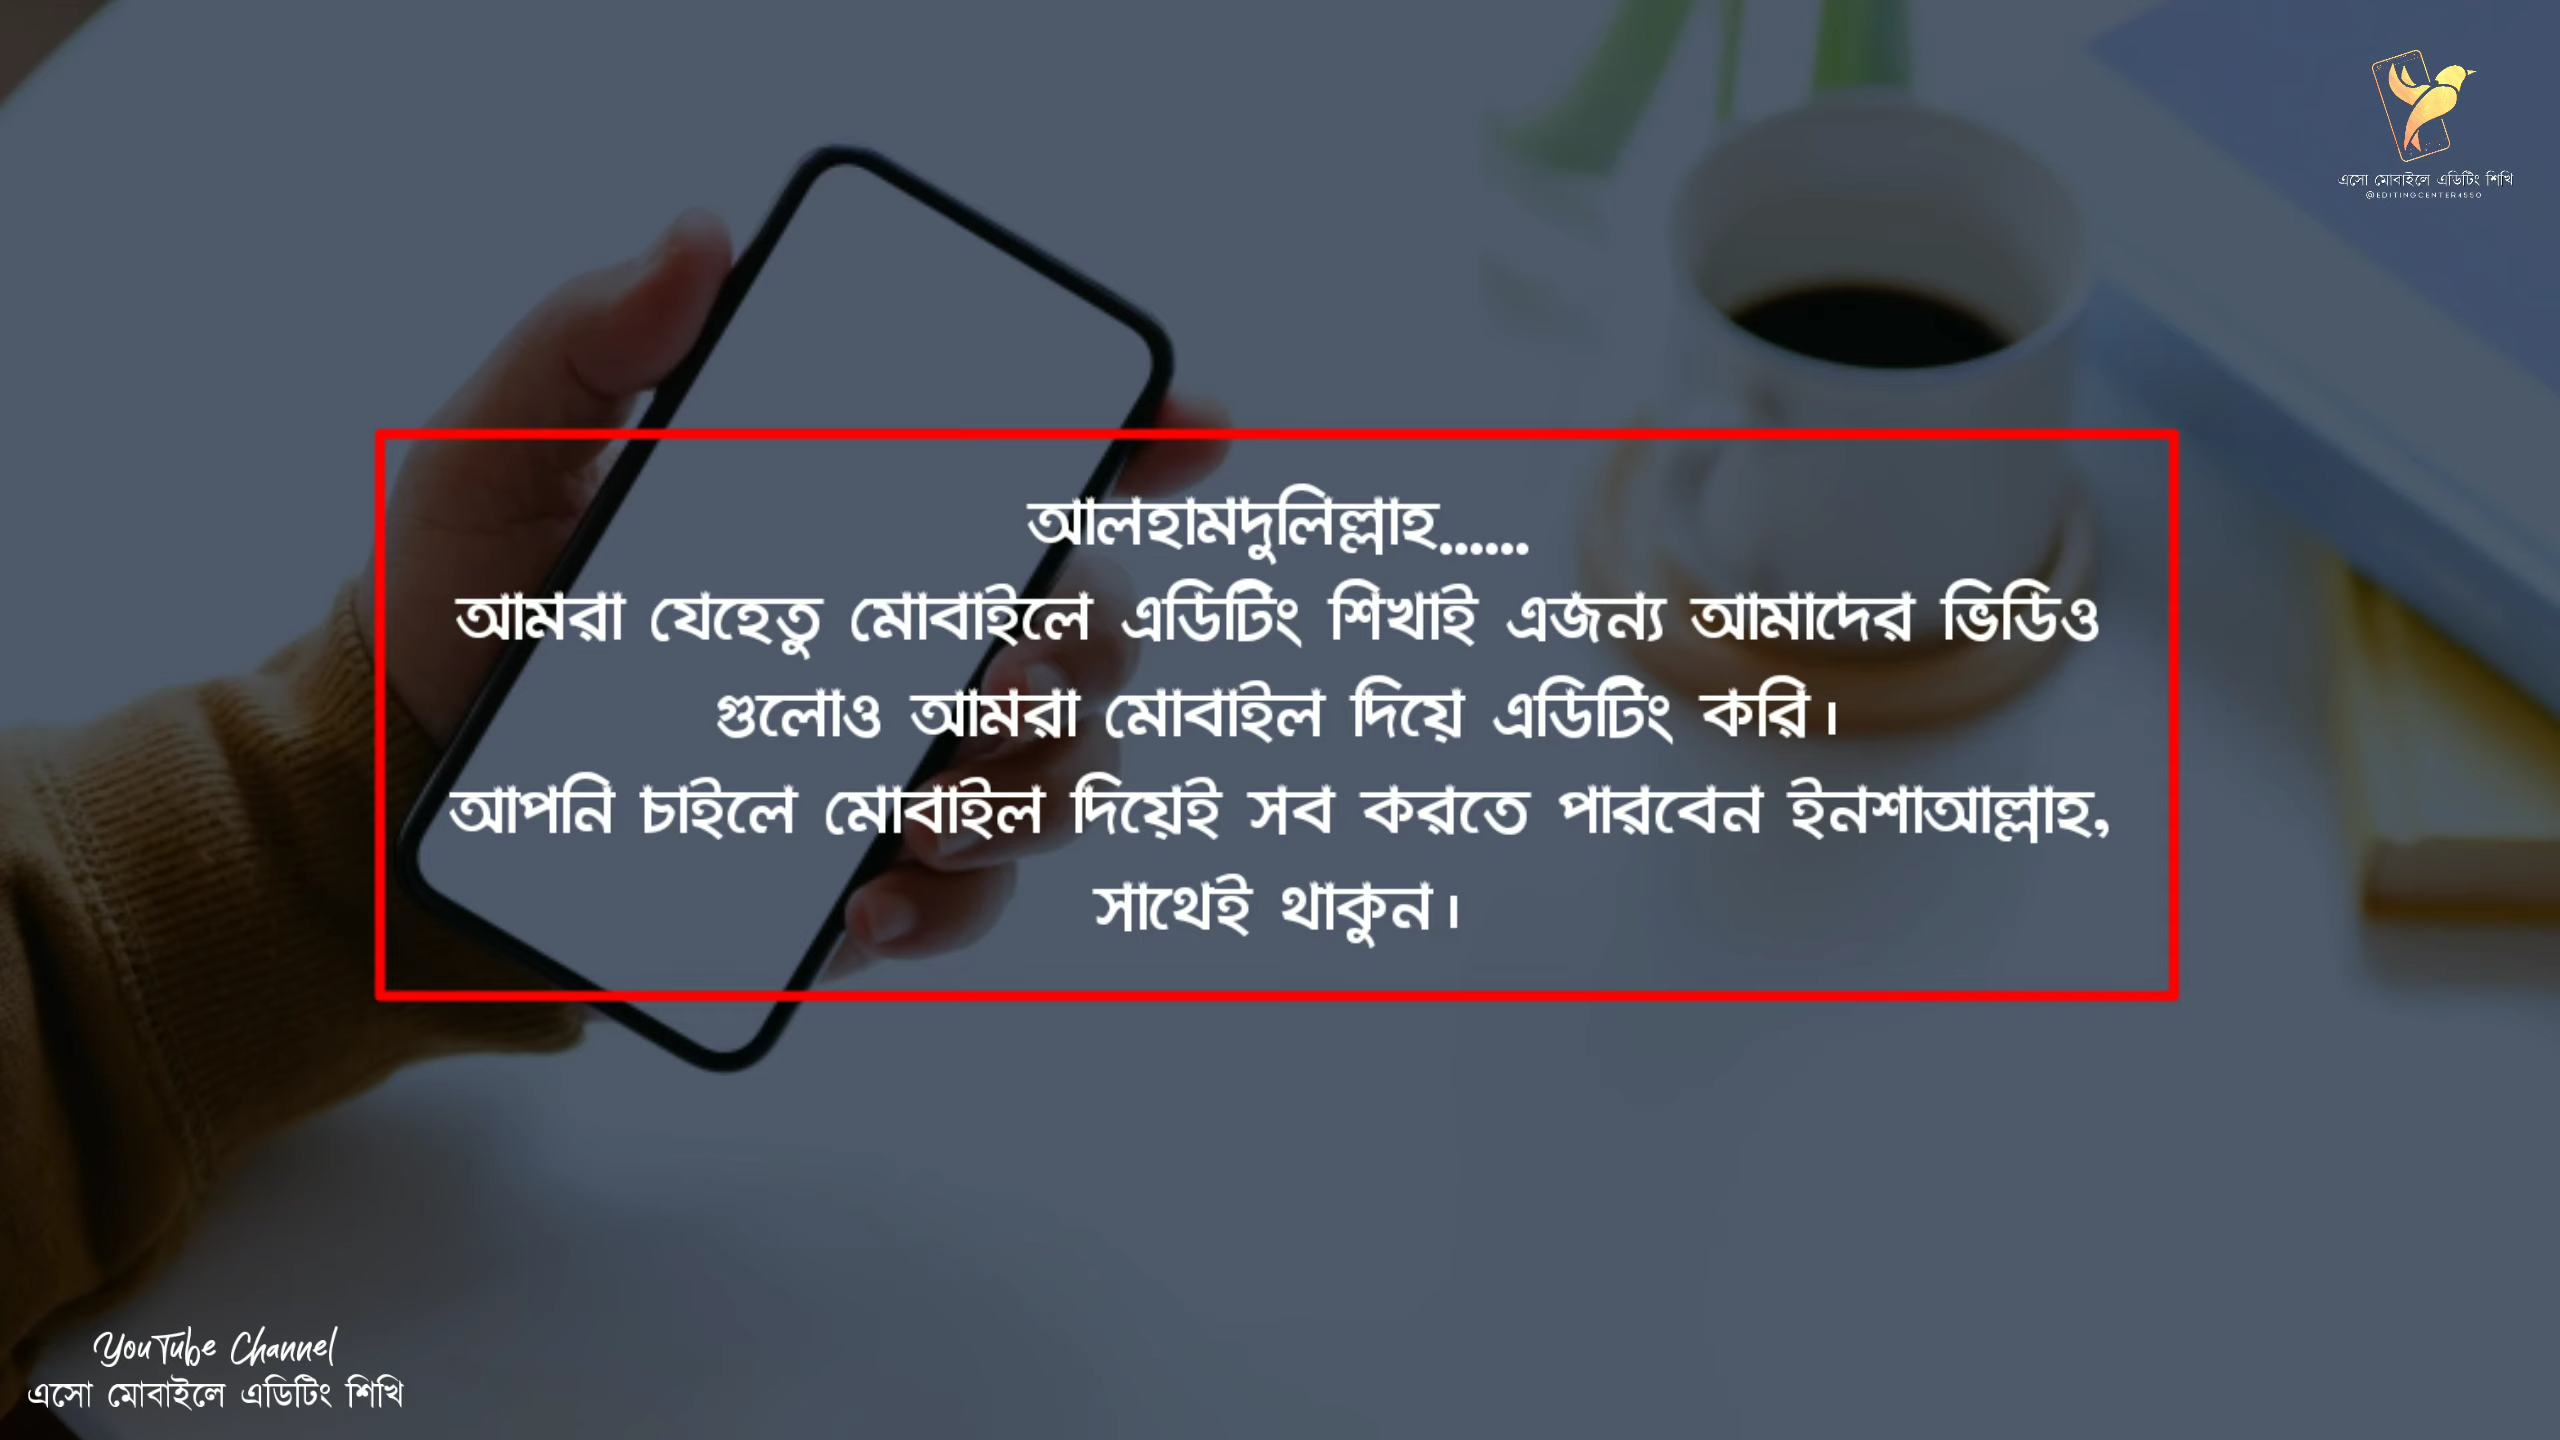 এসো মোবাইলে এডিটিং শিখি
@EDITINGCENTER4550
আলহামদুলিল্লাহ......
আমরা যেহেতু মোবাইলে এডিটিং শিখাই এজন্য আমাদের ভিডিও
গুলোও আমরা মোবাইল দিয়ে এডিটিং করি।
আপনি চাইলে মোবাইল দিয়েই সব করতে পারবেন ইনশাআল্লাহ,
সাথেই থাকুন।
YouTube Channel
এসো মোবাইলে এডিটিং শিখি